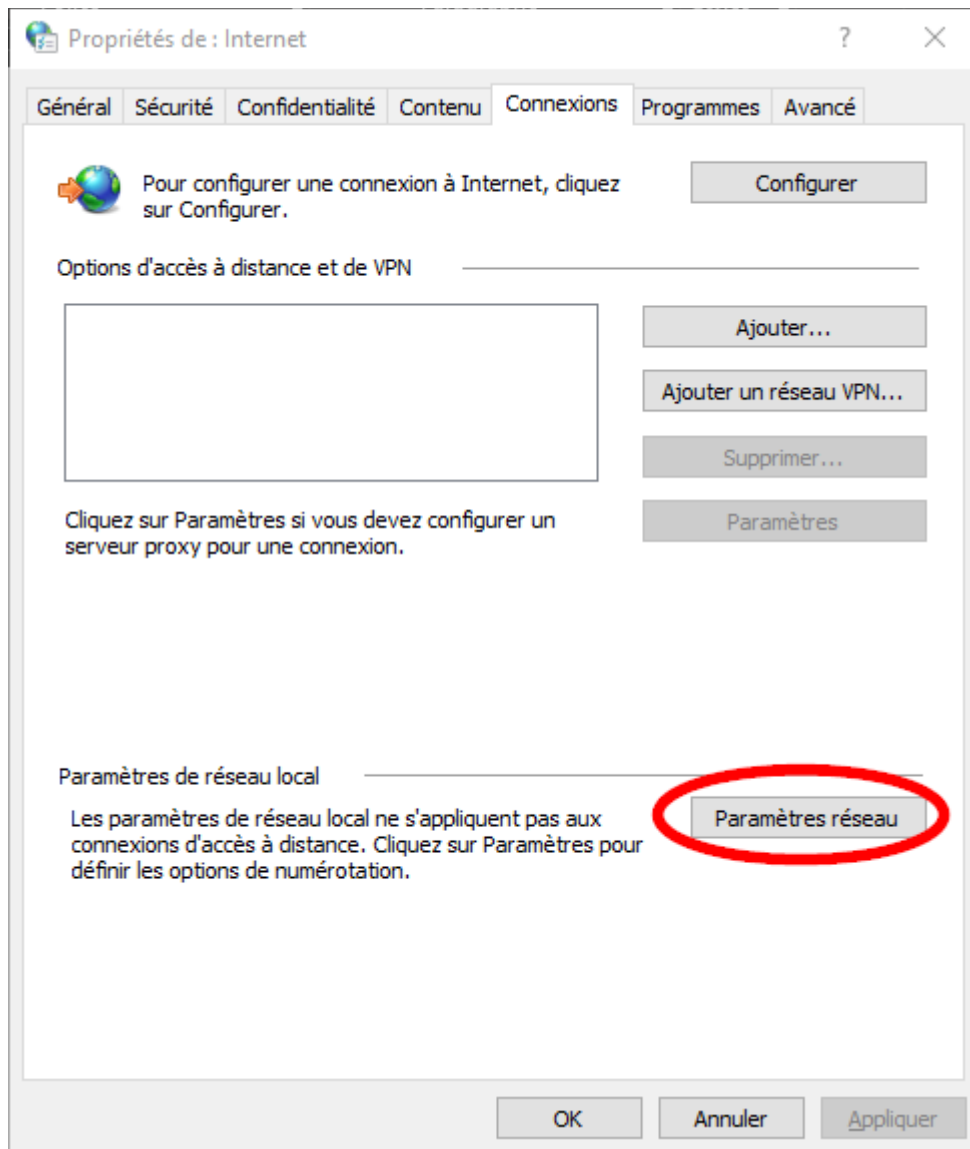 Propriétés de : Internet
?
Général Sécurité Confidentialité Contenu Connexions Programmes Avancé
Pour configurer une connexion à Internet, cliquez
sur Configurer.
Configurer
Options d'accès à distance et de VPN
Ajouter...
Ajouter un réseau VPN...
Supprimer...
Cliquez sur Paramètres si vous devez configurer un
serveur proxy pour une connexion.
Paramètres
Paramètres de réseau local
Les paramètres de réseau local ne s'appliquent pas aux
connexions d'accès à distance. Cliquez sur Paramètres pour
définir les options de numérotation.
Paramètres réseau
OK Annuler Appliquer